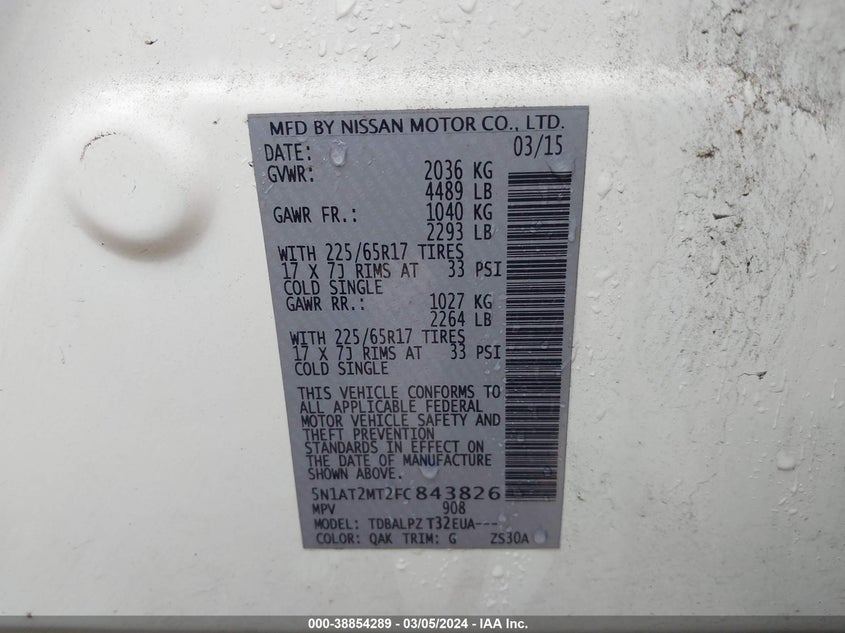 MFD BY NISSAN MOTOR CO., LTD.
DATE: 03/15
GVWR: 2036 KG
4489 LB
GAWR FR.: 1040 KG
2293 LB
WITH 225/65R17 TIRES
17 X 7J RIMS AT 33 PSI
COLD SINGLE
GAWR RR.: 1027 KG
2264 LB
WITH 225/65R17 TIRES
17 X 7J RIMS AT 33 PSI
COLD SINGLE
THIS VEHICLE CONFORMS TO
ALL APPLICABLE FEDERAL
MOTOR VEHICLE SAFETY AND
THEFT PREVENTION
STANDARDS IN EFFECT ON
THE DATE OF MANUFACTURE
SHOWN ABOVE.
5N1AT2MT2FC843826
MPV 908
MODEL: TDBALPZ T32EUA---
COLOR: QAK TRIM: G ZS30A
000-38854289 - 03/05/2024 - IAA Inc.